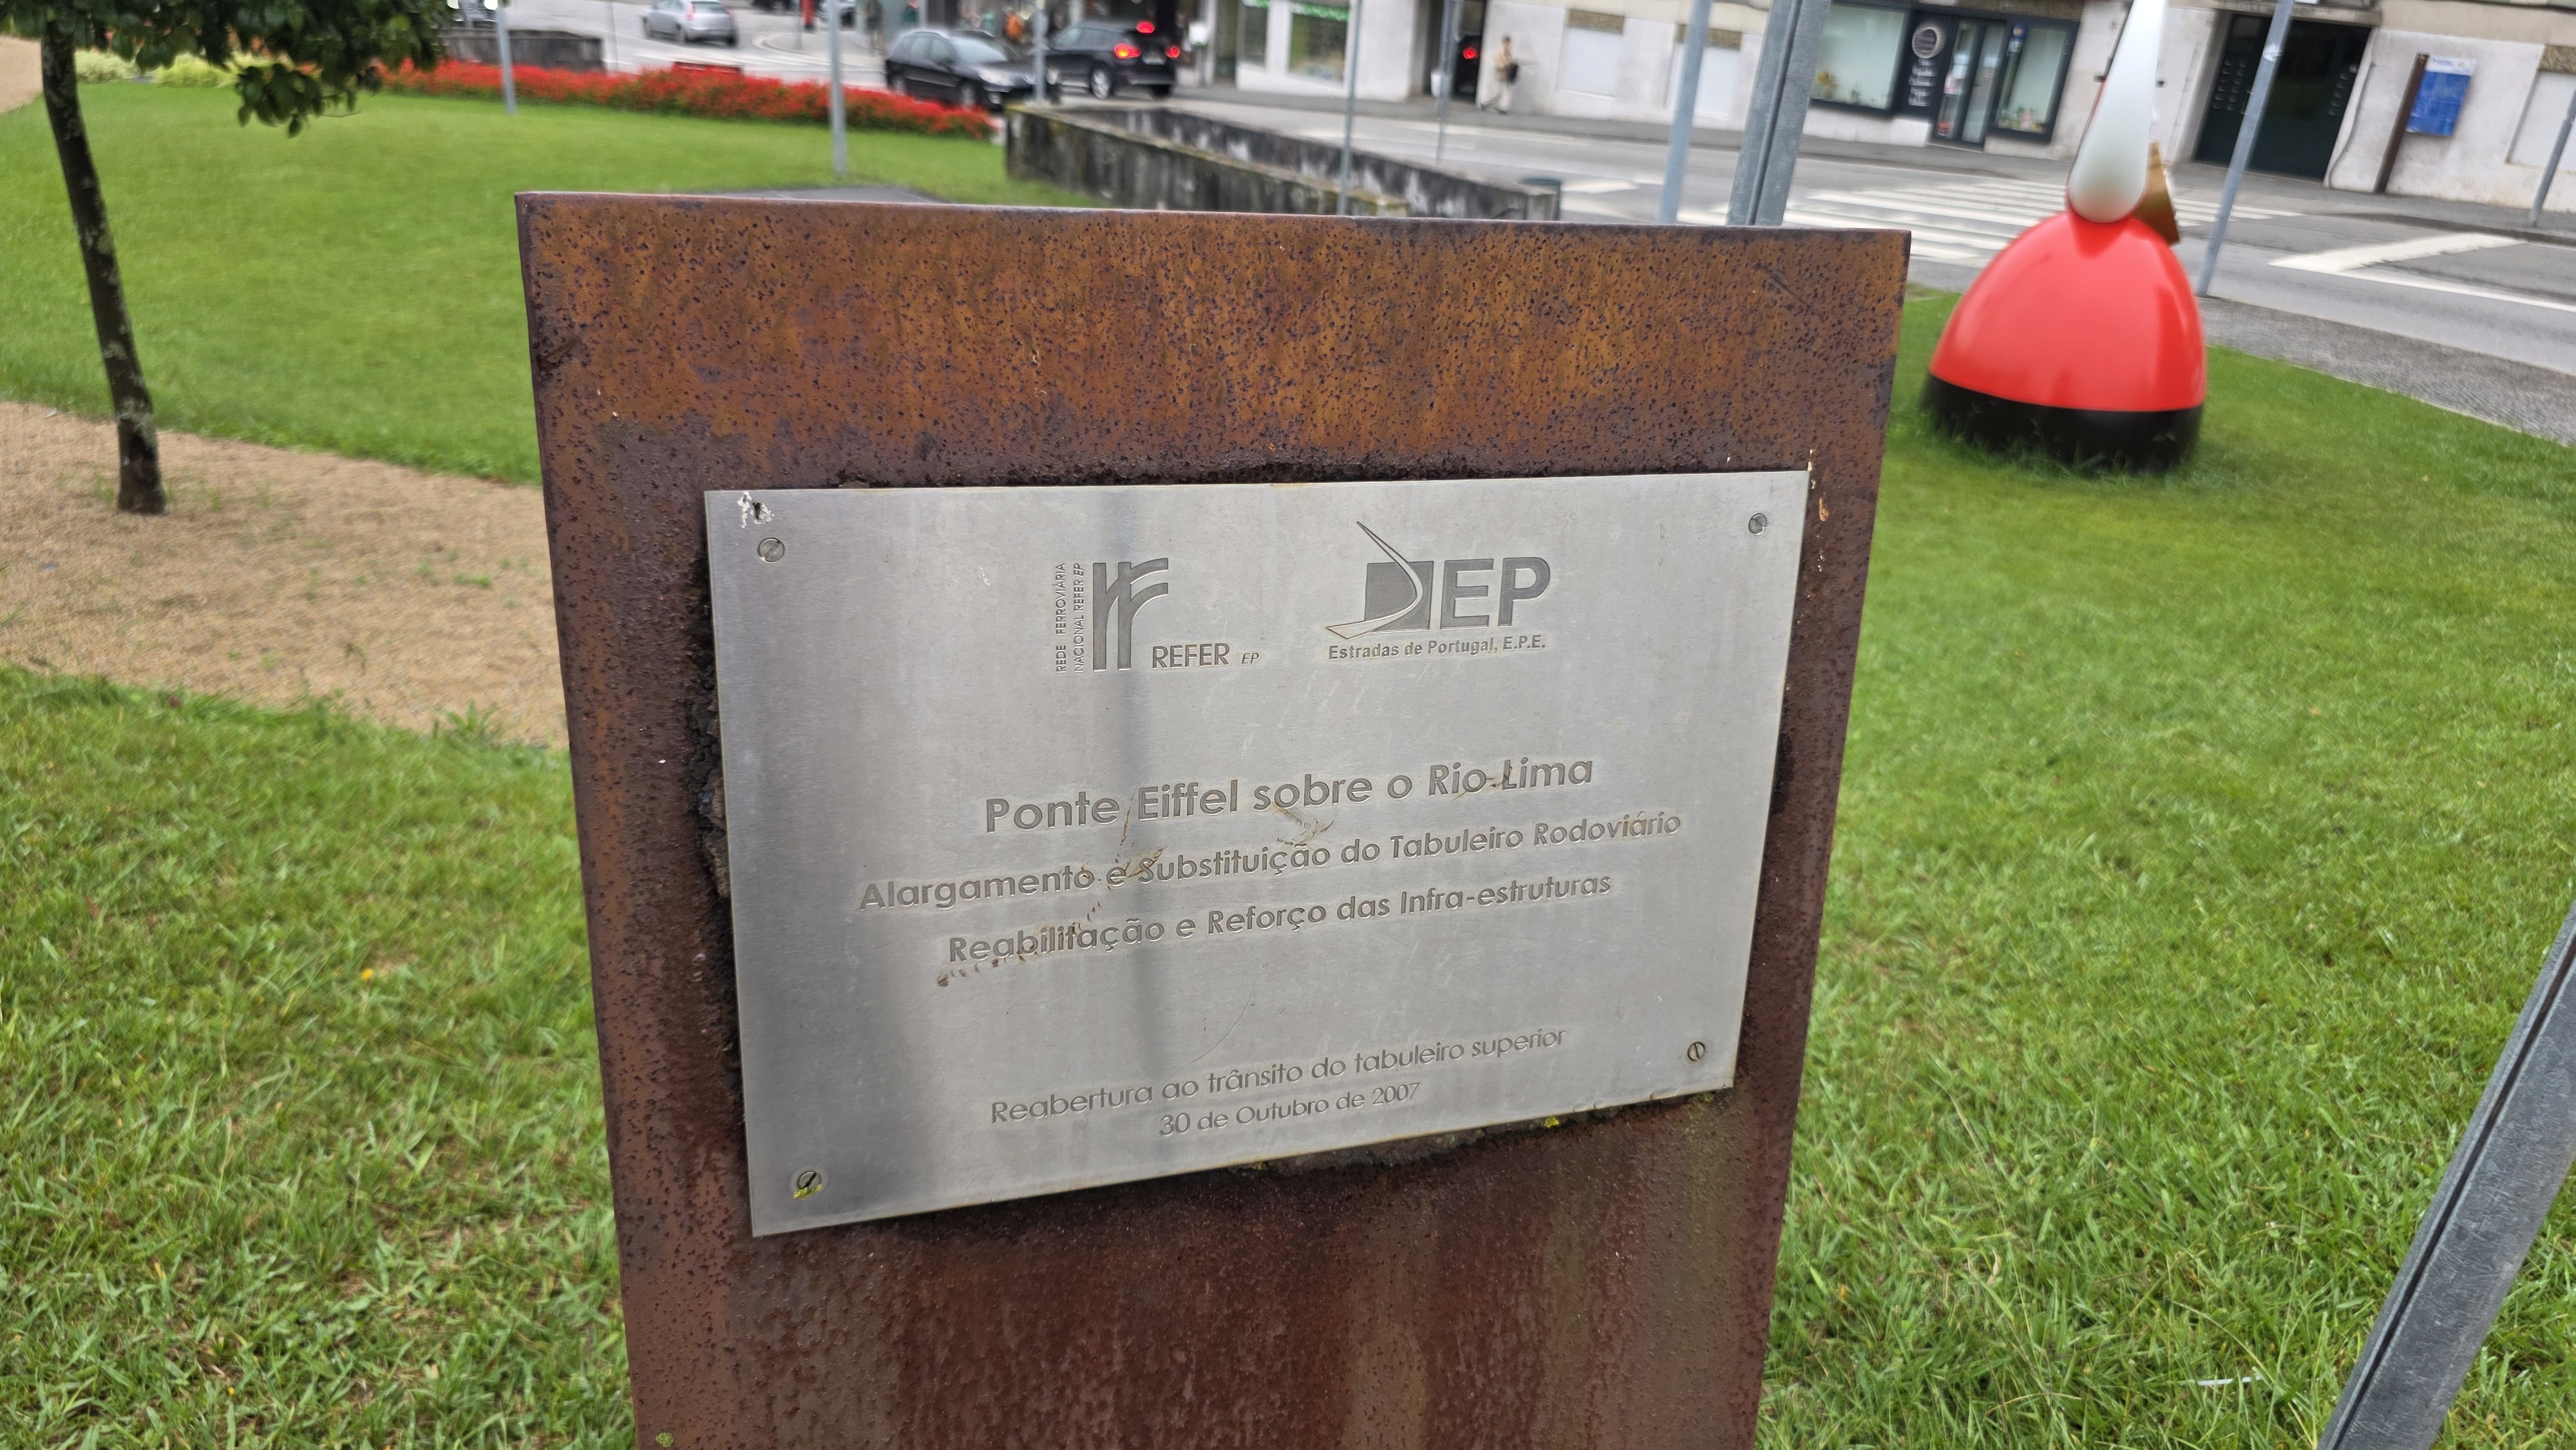 REDE FERROVIÁRIA
NACIONAL REFER EP
REFER EP
EP
Estradas de Portugal, E.P.E.
Ponte Eiffel sobre o Rio Lima
Alargamento e Substituição do Tabuleiro Rodoviário
Reabilitação e Reforço das Infra-estruturas
Reabertura ao trânsito do tabuleiro superior
30 de Outubro de 2007